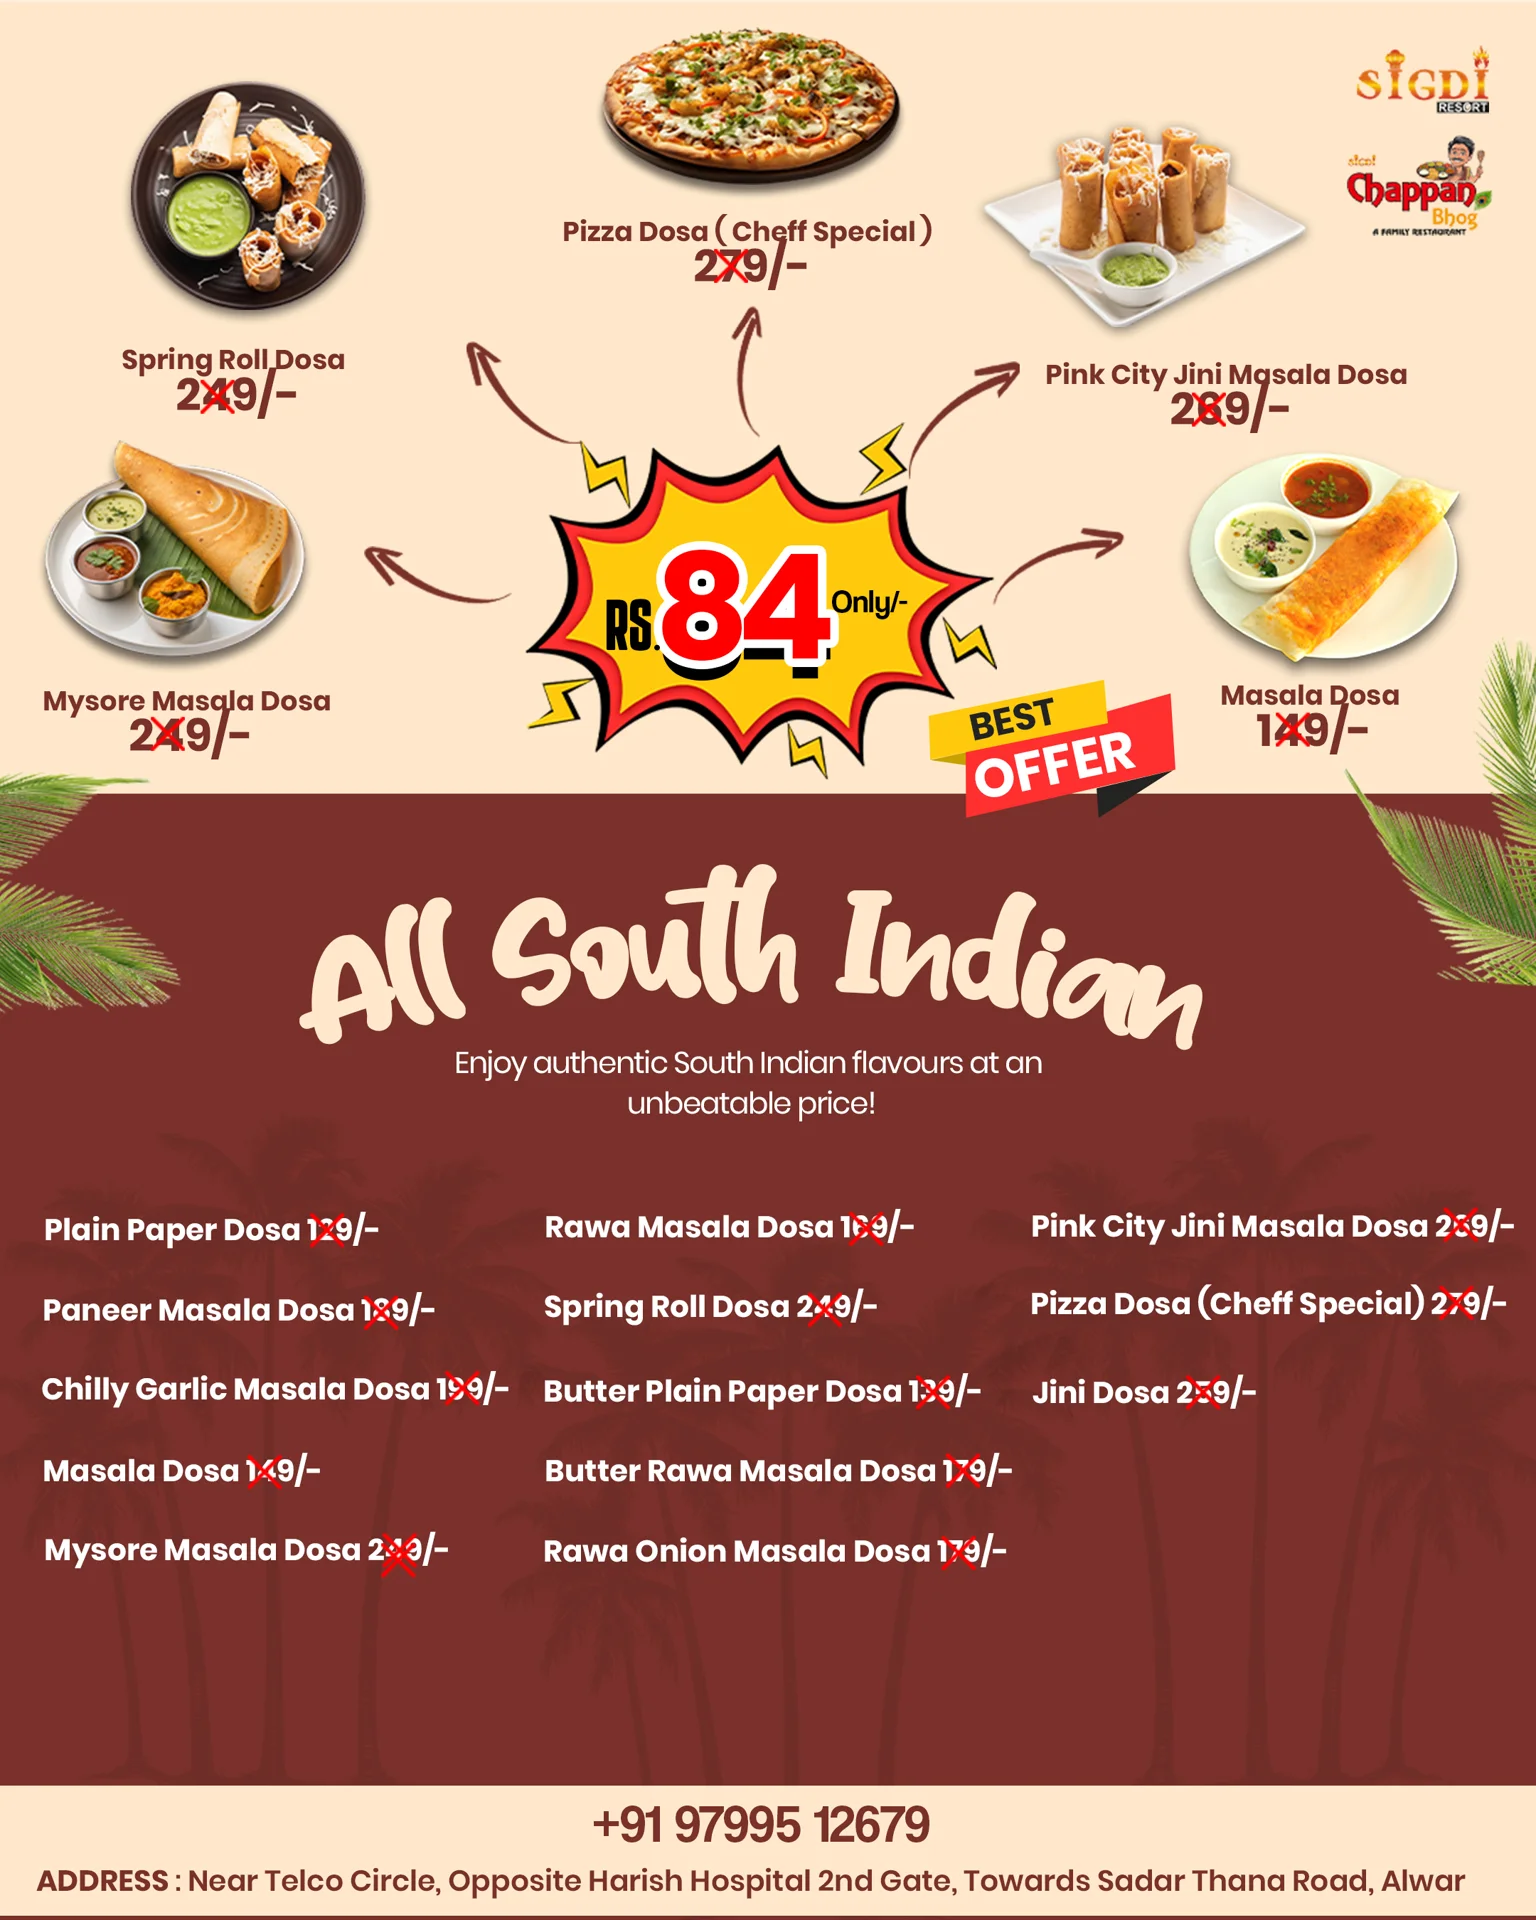 SIGDI
RESORT
sigdi
Chappan
Bhog
A FAMILY RESTAURANT
Pizza Dosa ( Cheff Special )
279/-
Spring Roll Dosa
249/-
Pink City Jini Masala Dosa
269/-
Mysore Masala Dosa
249/-
RS.84 Only/-
Masala Dosa
149/-
BEST
OFFER
All South Indian
Enjoy authentic South Indian flavours at an
unbeatable price!
Plain Paper Dosa 129/-
Paneer Masala Dosa 189/-
Chilly Garlic Masala Dosa 199/-
Masala Dosa 149/-
Mysore Masala Dosa 249/-
Rawa Masala Dosa 169/-
Spring Roll Dosa 249/-
Butter Plain Paper Dosa 139/-
Butter Rawa Masala Dosa 179/-
Rawa Onion Masala Dosa 179/-
Pink City Jini Masala Dosa 269/-
Pizza Dosa (Cheff Special) 279/-
Jini Dosa 259/-
+91 97995 12679
ADDRESS : Near Telco Circle, Opposite Harish Hospital 2nd Gate, Towards Sadar Thana Road, Alwar